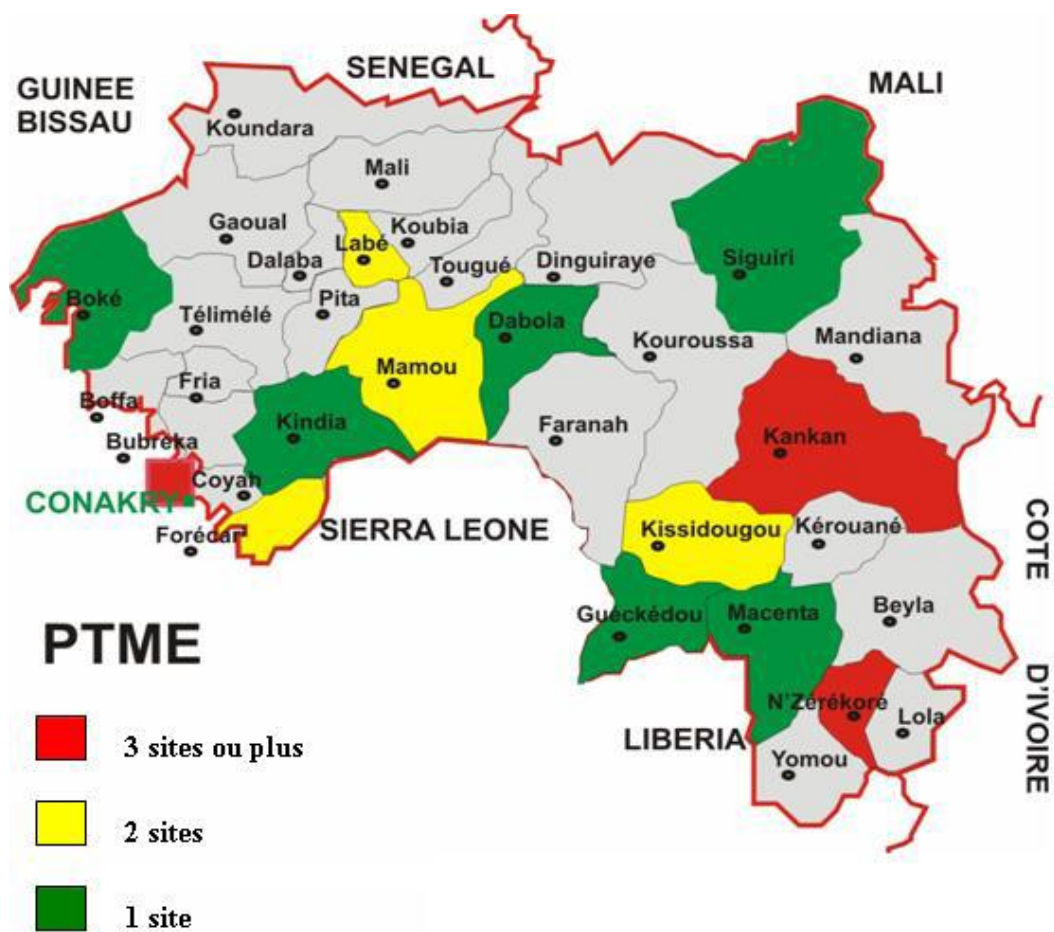 SENEGAL
GUINEE
BISSAU
MALI
Koundara
Mali
Gaoual
Koubia
Labé
Dalaba
Tougué
Dinguiraye
Siguiri
Boké
Pita
Télimélé
Dabola
Kouroussa
Mandiana
Mamou
Fria
Boffa
Kindia
Faranah
Kankan
Bubréka
Coyah
CONAKRY
SIERRA LEONE
Forécar
Kissidougou
Kérouané
COTE
D'IVOIRE
Guéckédou
Macenta
Beyla
PTME
N'Zérékoré
Lola
LIBERIA
Yomou
3 sites ou plus
2 sites
1 site